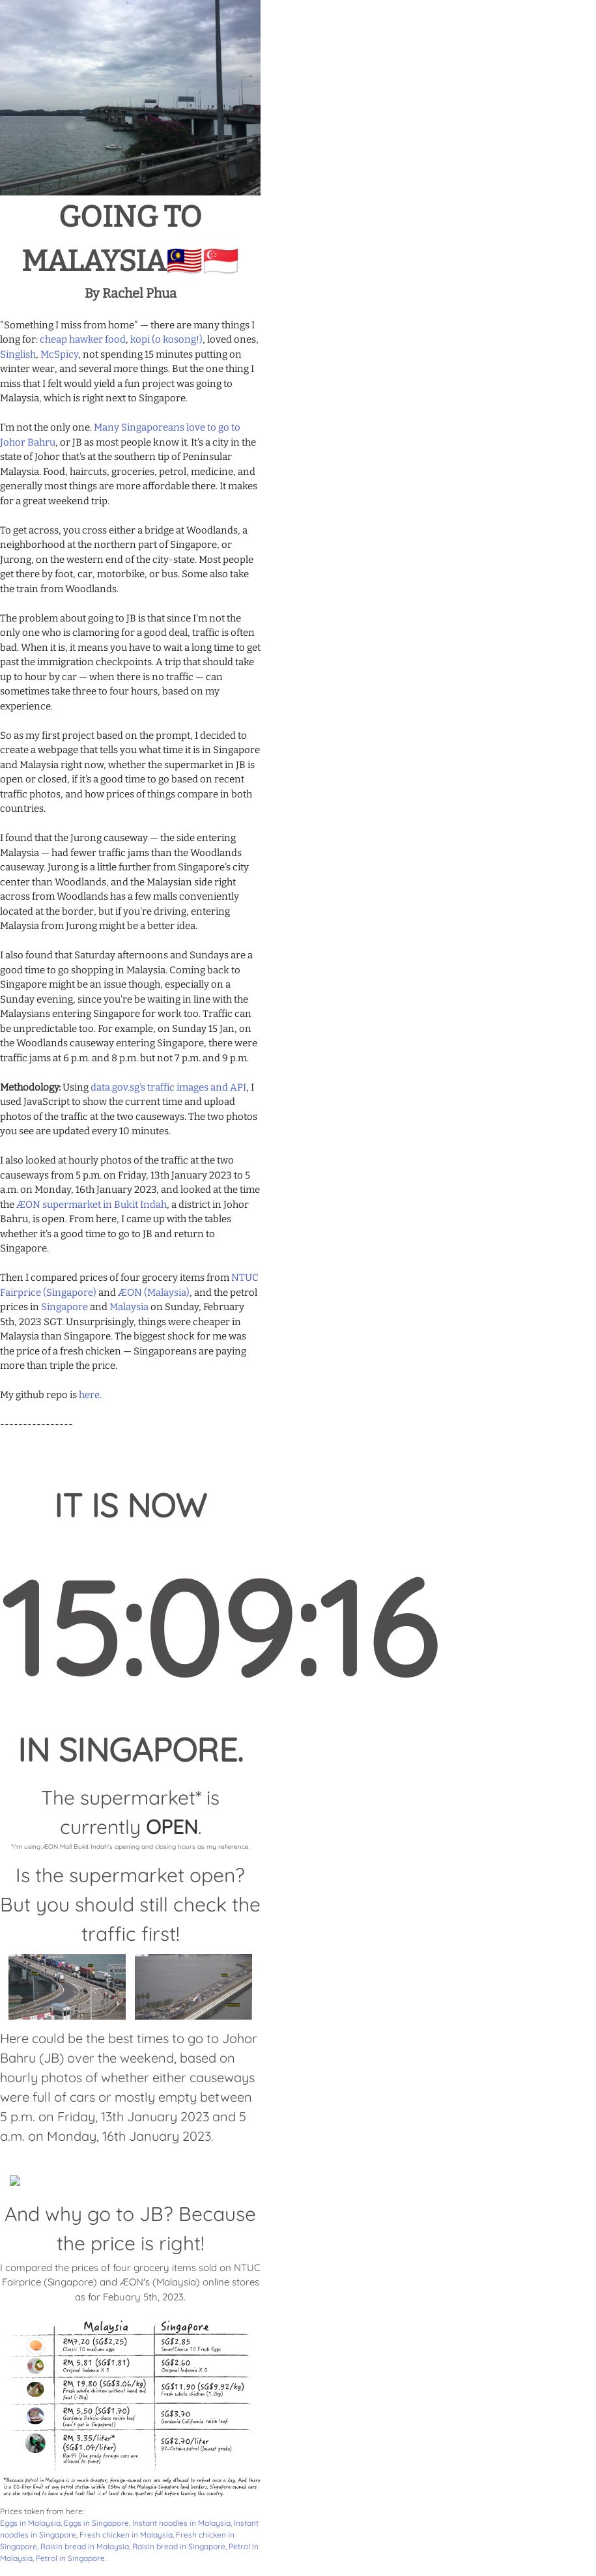 GOING TO
MALAYSIA🇲🇾🇸🇬
By Rachel Phua
"Something I miss from home" — there are many things I
long for: cheap hawker food, kopi (o kosong!), loved ones,
Singlish, McSpicy, not spending 15 minutes putting on
winter wear, and several more things. But the one thing I
miss that I felt would yield a fun project was going to
Malaysia, which is right next to Singapore.
I'm not the only one. Many Singaporeans love to go to
Johor Bahru, or JB as most people know it. It's a city in the
state of Johor that's at the southern tip of Peninsular
Malaysia. Food, haircuts, groceries, petrol, medicine, and
generally most things are more affordable there. It makes
for a great weekend trip.
To get across, you cross either a bridge at Woodlands, a
neighborhood at the northern part of Singapore, or
Jurong, on the western end of the city-state. Most people
get there by foot, car, motorbike, or bus. Some also take
the train from Woodlands.
The problem about going to JB is that since I'm not the
only one who is clamoring for a good deal, traffic is often
bad. When it is, it means you have to wait a long time to get
past the immigration checkpoints. A trip that should take
up to hour by car — when there is no traffic — can
sometimes take three to four hours, based on my
experience.
So as my first project based on the prompt, I decided to
create a webpage that tells you what time it is in Singapore
and Malaysia right now, whether the supermarket in JB is
open or closed, if it's a good time to go based on recent
traffic photos, and how prices of things compare in both
countries.
I found that the Jurong causeway — the side entering
Malaysia — had fewer traffic jams than the Woodlands
causeway. Jurong is a little further from Singapore's city
center than Woodlands, and the Malaysian side right
across from Woodlands has a few malls conveniently
located at the border, but if you're driving, entering
Malaysia from Jurong might be a better idea.
I also found that Saturday afternoons and Sundays are a
good time to go shopping in Malaysia. Coming back to
Singapore might be an issue though, especially on a
Sunday evening, since you're be waiting in line with the
Malaysians entering Singapore for work too. Traffic can
be unpredictable too. For example, on Sunday 15 Jan, on
the Woodlands causeway entering Singapore, there were
traffic jams at 6 p.m. and 8 p.m. but not 7 p.m. and 9 p.m.
Methodology: Using data.gov.sg's traffic images and API, I
used JavaScript to show the current time and upload
photos of the traffic at the two causeways. The two photos
you see are updated every 10 minutes.
I also looked at hourly photos of the traffic at the two
causeways from 5 p.m. on Friday, 13th January 2023 to 5
a.m. on Monday, 16th January 2023, and looked at the time
the ÆON supermarket in Bukit Indah, a district in Johor
Bahru, is open. From here, I came up with the tables
whether it's a good time to go to JB and return to
Singapore.
Then I compared prices of four grocery items from NTUC
Fairprice (Singapore) and ÆON (Malaysia), and the petrol
prices in Singapore and Malaysia on Sunday, February
5th, 2023 SGT. Unsurprisingly, things were cheaper in
Malaysia than Singapore. The biggest shock for me was
the price of a fresh chicken — Singaporeans are paying
more than triple the price.
My github repo is here.
----------------
IT IS NOW
15:09:16
IN SINGAPORE.
The supermarket* is
currently OPEN.
*I'm using ÆON Mall Bukit Indah's opening and closing hours as my reference.
Is the supermarket open?
But you should still check the
traffic first!
Here could be the best times to go to Johor
Bahru (JB) over the weekend, based on
hourly photos of whether either causeways
were full of cars or mostly empty between
5 p.m. on Friday, 13th January 2023 and 5
a.m. on Monday, 16th January 2023.
And why go to JB? Because
the price is right!
I compared the prices of four grocery items sold on NTUC
Fairprice (Singapore) and ÆON's (Malaysia) online stores
as for Febuary 5th, 2023.
Malaysia Singapore
RM7.20 (SG$2.25) SG$2.85
Classic 10 medium eggs SmartChoice 10 Fresh Eggs
RM 5.81 (SG$1.81) SG$2.60
Original Indomie X 5 Original Indomie X 5
RM 19.80 (SG$3.06/kg) SG$11.90 (SG$9.92/kg)
Fresh whole chicken without head and Fresh whole chicken (1.2kg)
feet (~2kg)
RM 5.50 (SG$1.70) SG$3.70
Gardenia Delicia choco raisin loaf Gardenia California raisin loaf
(can't get in Singapore!)
RM 3.35/liter* SG$2.70/liter
(SG$1.04/liter) 92-Octane petrol (lowest grade)
Ron97 (the grade foreign cars are
allowed to pump)
*Because petrol in Malaysia is so much cheaper, foreign-owned cars are only allowed to refuel once a day. And there
is a 20-liter limit at any petrol station within 25km of the Malaysia-Singapore land borders. Singapore-owned cars
are also required to have a fuel tank that is at least three-quarters full before leaving the country.
Prices taken from here:
Eggs in Malaysia, Eggs in Singapore, Instant noodles in Malaysia, Instant
noodles in Singapore, Fresh chicken in Malaysia, Fresh chicken in
Singapore, Raisin bread in Malaysia, Raisin bread in Singapore, Petrol in
Malaysia, Petrol in Singapore.